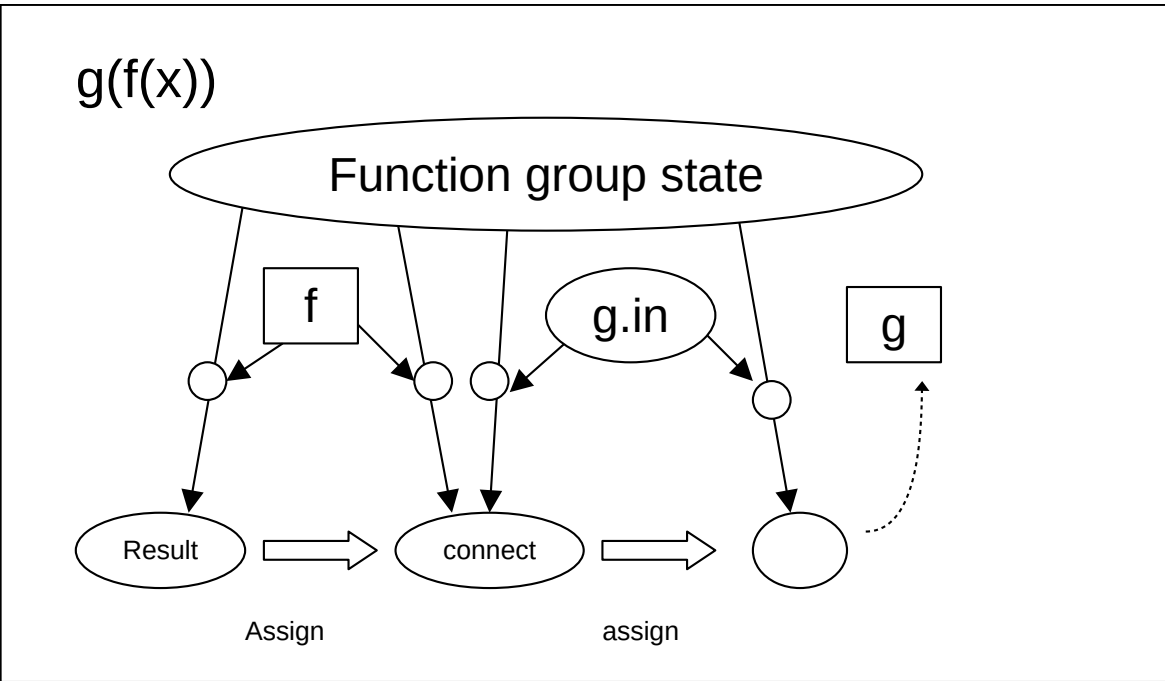 g(f(x))
Function group state
f
g.in
g
Result
connect
Assign
assign